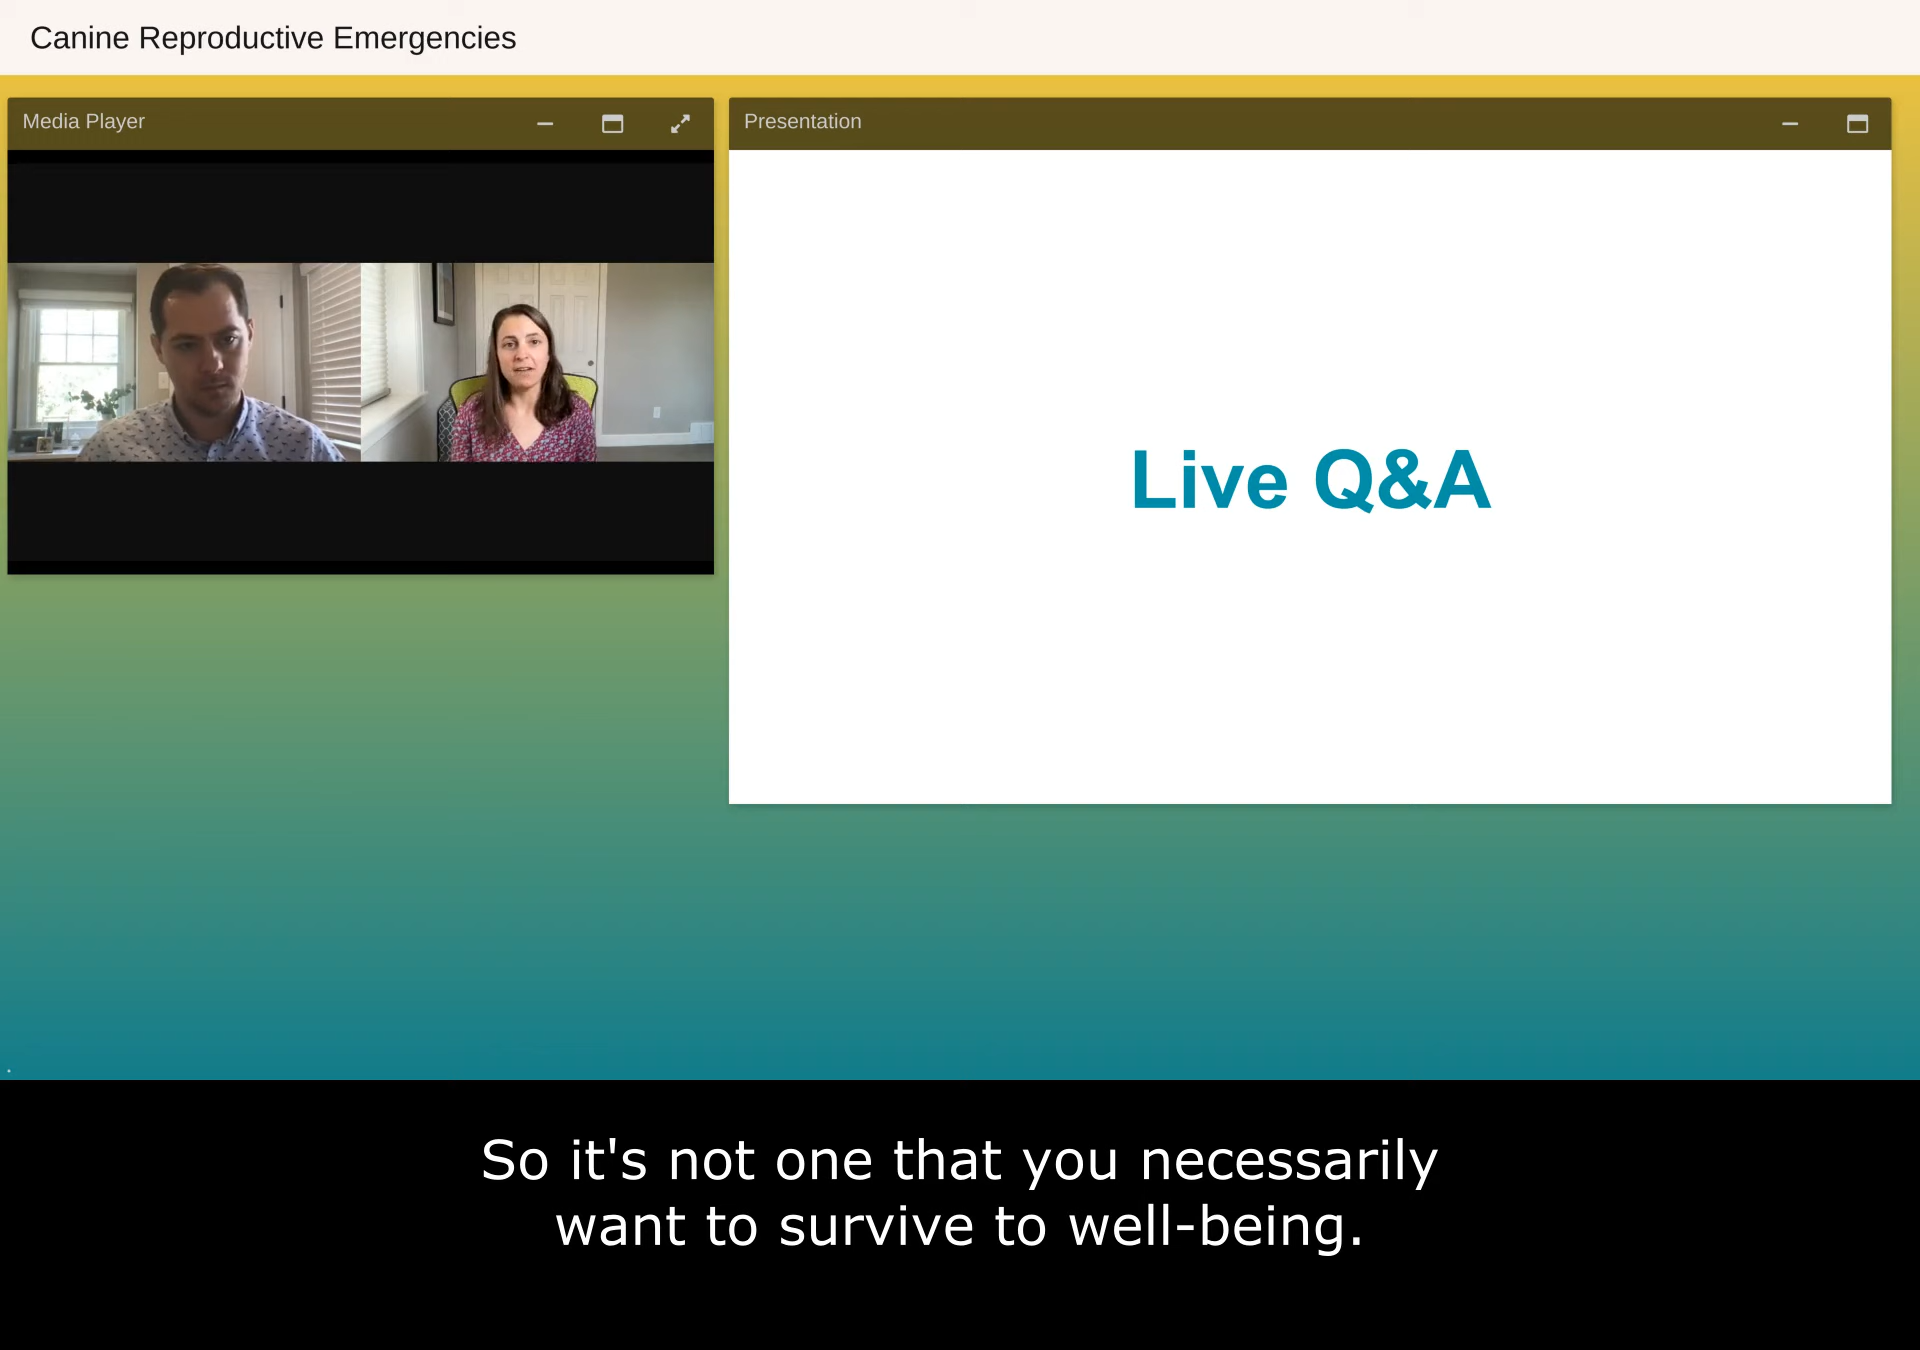 Canine Reproductive Emergencies
Media Player
Presentation
Live Q&A
So it's not one that you necessarily
want to survive to well-being.